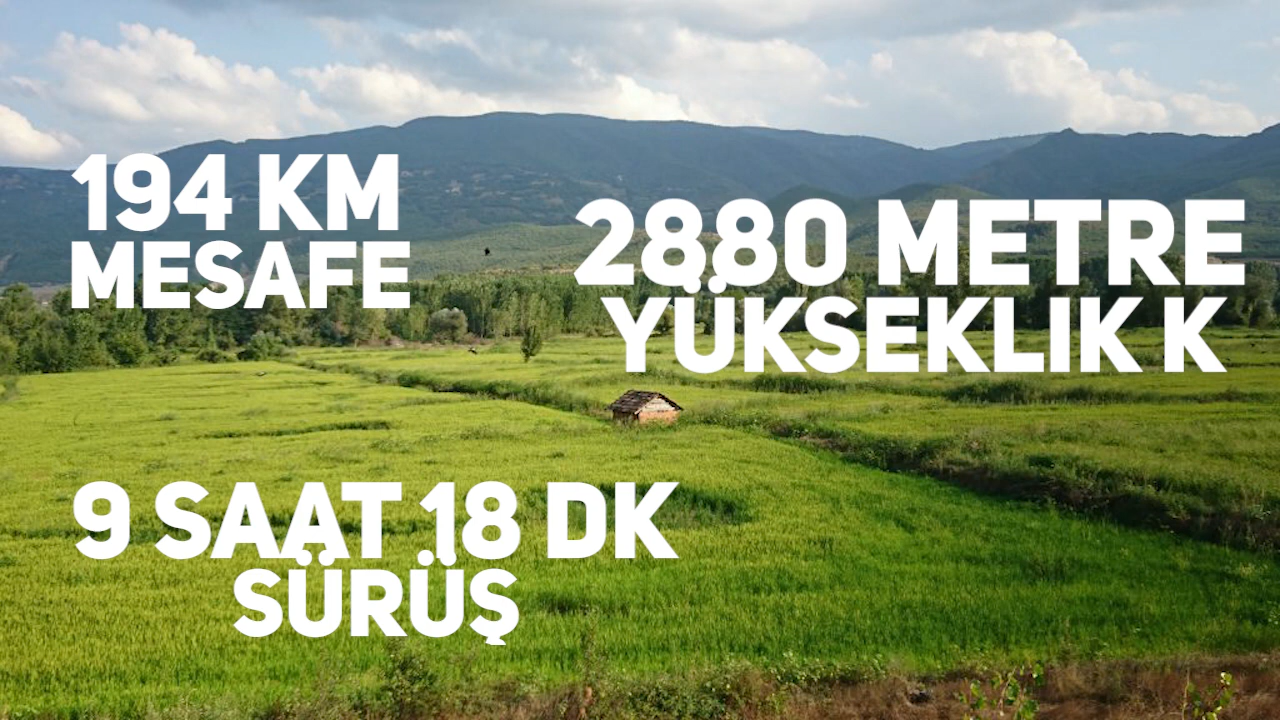 194 KM
MESAFE
2880 METRE
YÜKSEKLIK K
9 SAAT 18 DK
SÜRÜŞ